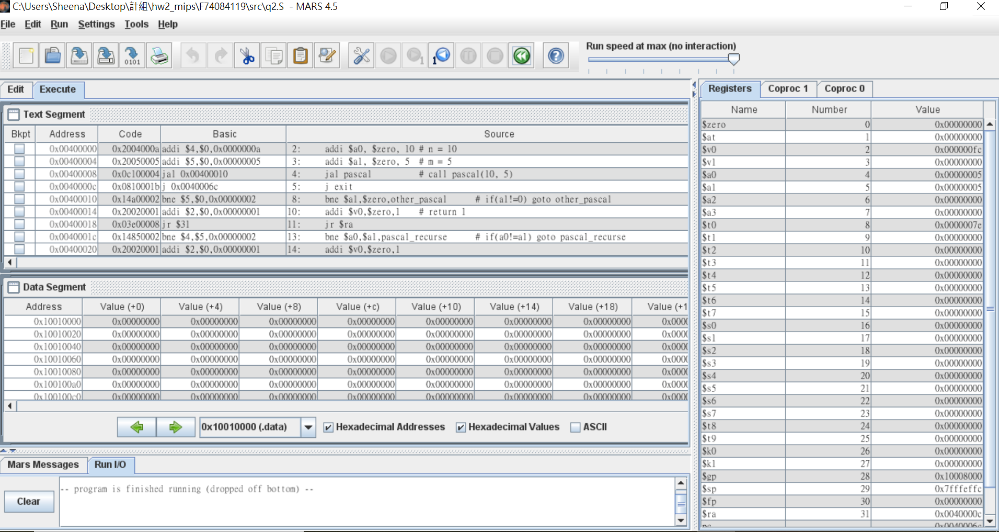 C:\Users\Sheena\Desktop\計組\hw2_mips\F74084119\src\q2.S - MARS 4.5
File Edit Run Settings Tools Help
Run speed at max (no interaction)
0101 1 1
Edit Execute
Text Segment
Bkpt Address Code Basic Source
0x00400000 0x2004000a addi $4,$0,0x0000000a 2: addi $a0, $zero, 10 # n = 10
0x00400004 0x20050005 addi $5,$0,0x00000005 3: addi $a1, $zero, 5 # m = 5
0x00400008 0x0c100004 jal 0x00400010 4: jal pascal # call pascal(10, 5)
0x0040000c 0x0810001b j 0x0040006c 5: j exit
0x00400010 0x14a00002 bne $5,$0,0x00000002 8: bne $a1,$zero,other_pascal # if(a1!=0) goto other_pascal
0x00400014 0x20020001 addi $2,$0,0x00000001 10: addi $v0,$zero,1 # return 1
0x00400018 0x03e00008 jr $31 11: jr $ra
0x0040001c 0x14850002 bne $4,$5,0x00000002 13: bne $a0,$a1,pascal_recurse # if(a0!=a1) goto pascal_recurse
0x00400020 0x20020001 addi $2,$0,0x00000001 14: addi $v0,$zero,1
Data Segment
Address Value (+0) Value (+4) Value (+8) Value (+c) Value (+10) Value (+14) Value (+18) Value (+1
0x10010000 0x00000000 0x00000000 0x00000000 0x00000000 0x00000000 0x00000000 0x00000000 0x000
0x10010020 0x00000000 0x00000000 0x00000000 0x00000000 0x00000000 0x00000000 0x00000000 0x000
0x10010040 0x00000000 0x00000000 0x00000000 0x00000000 0x00000000 0x00000000 0x00000000 0x000
0x10010060 0x00000000 0x00000000 0x00000000 0x00000000 0x00000000 0x00000000 0x00000000 0x000
0x10010080 0x00000000 0x00000000 0x00000000 0x00000000 0x00000000 0x00000000 0x00000000 0x000
0x100100a0 0x00000000 0x00000000 0x00000000 0x00000000 0x00000000 0x00000000 0x00000000 0x000
0x100100c0 0x00000000 0x00000000 0x00000000 0x00000000 0x00000000 0x00000000 0x00000000 0x000
0x10010000 (.data) Hexadecimal Addresses Hexadecimal Values ASCII
Mars Messages Run I/O
Clear
-- program is finished running (dropped off bottom) --
Registers Coproc 1 Coproc 0
Name Number Value
$zero 0 0x00000000
$at 1 0x00000000
$v0 2 0x000000fc
$v1 3 0x00000000
$a0 4 0x00000005
$a1 5 0x00000005
$a2 6 0x00000000
$a3 7 0x00000000
$t0 8 0x0000007e
$t1 9 0x00000000
$t2 10 0x00000000
$t3 11 0x00000000
$t4 12 0x00000000
$t5 13 0x00000000
$t6 14 0x00000000
$t7 15 0x00000000
$s0 16 0x00000000
$s1 17 0x00000000
$s2 18 0x00000000
$s3 19 0x00000000
$s4 20 0x00000000
$s5 21 0x00000000
$s6 22 0x00000000
$s7 23 0x00000000
$t8 24 0x00000000
$t9 25 0x00000000
$k0 26 0x00000000
$k1 27 0x00000000
$gp 28 0x10008000
$sp 29 0x7fffeffc
$fp 30 0x00000000
$ra 31 0x0040000c
pc 0x0040006c